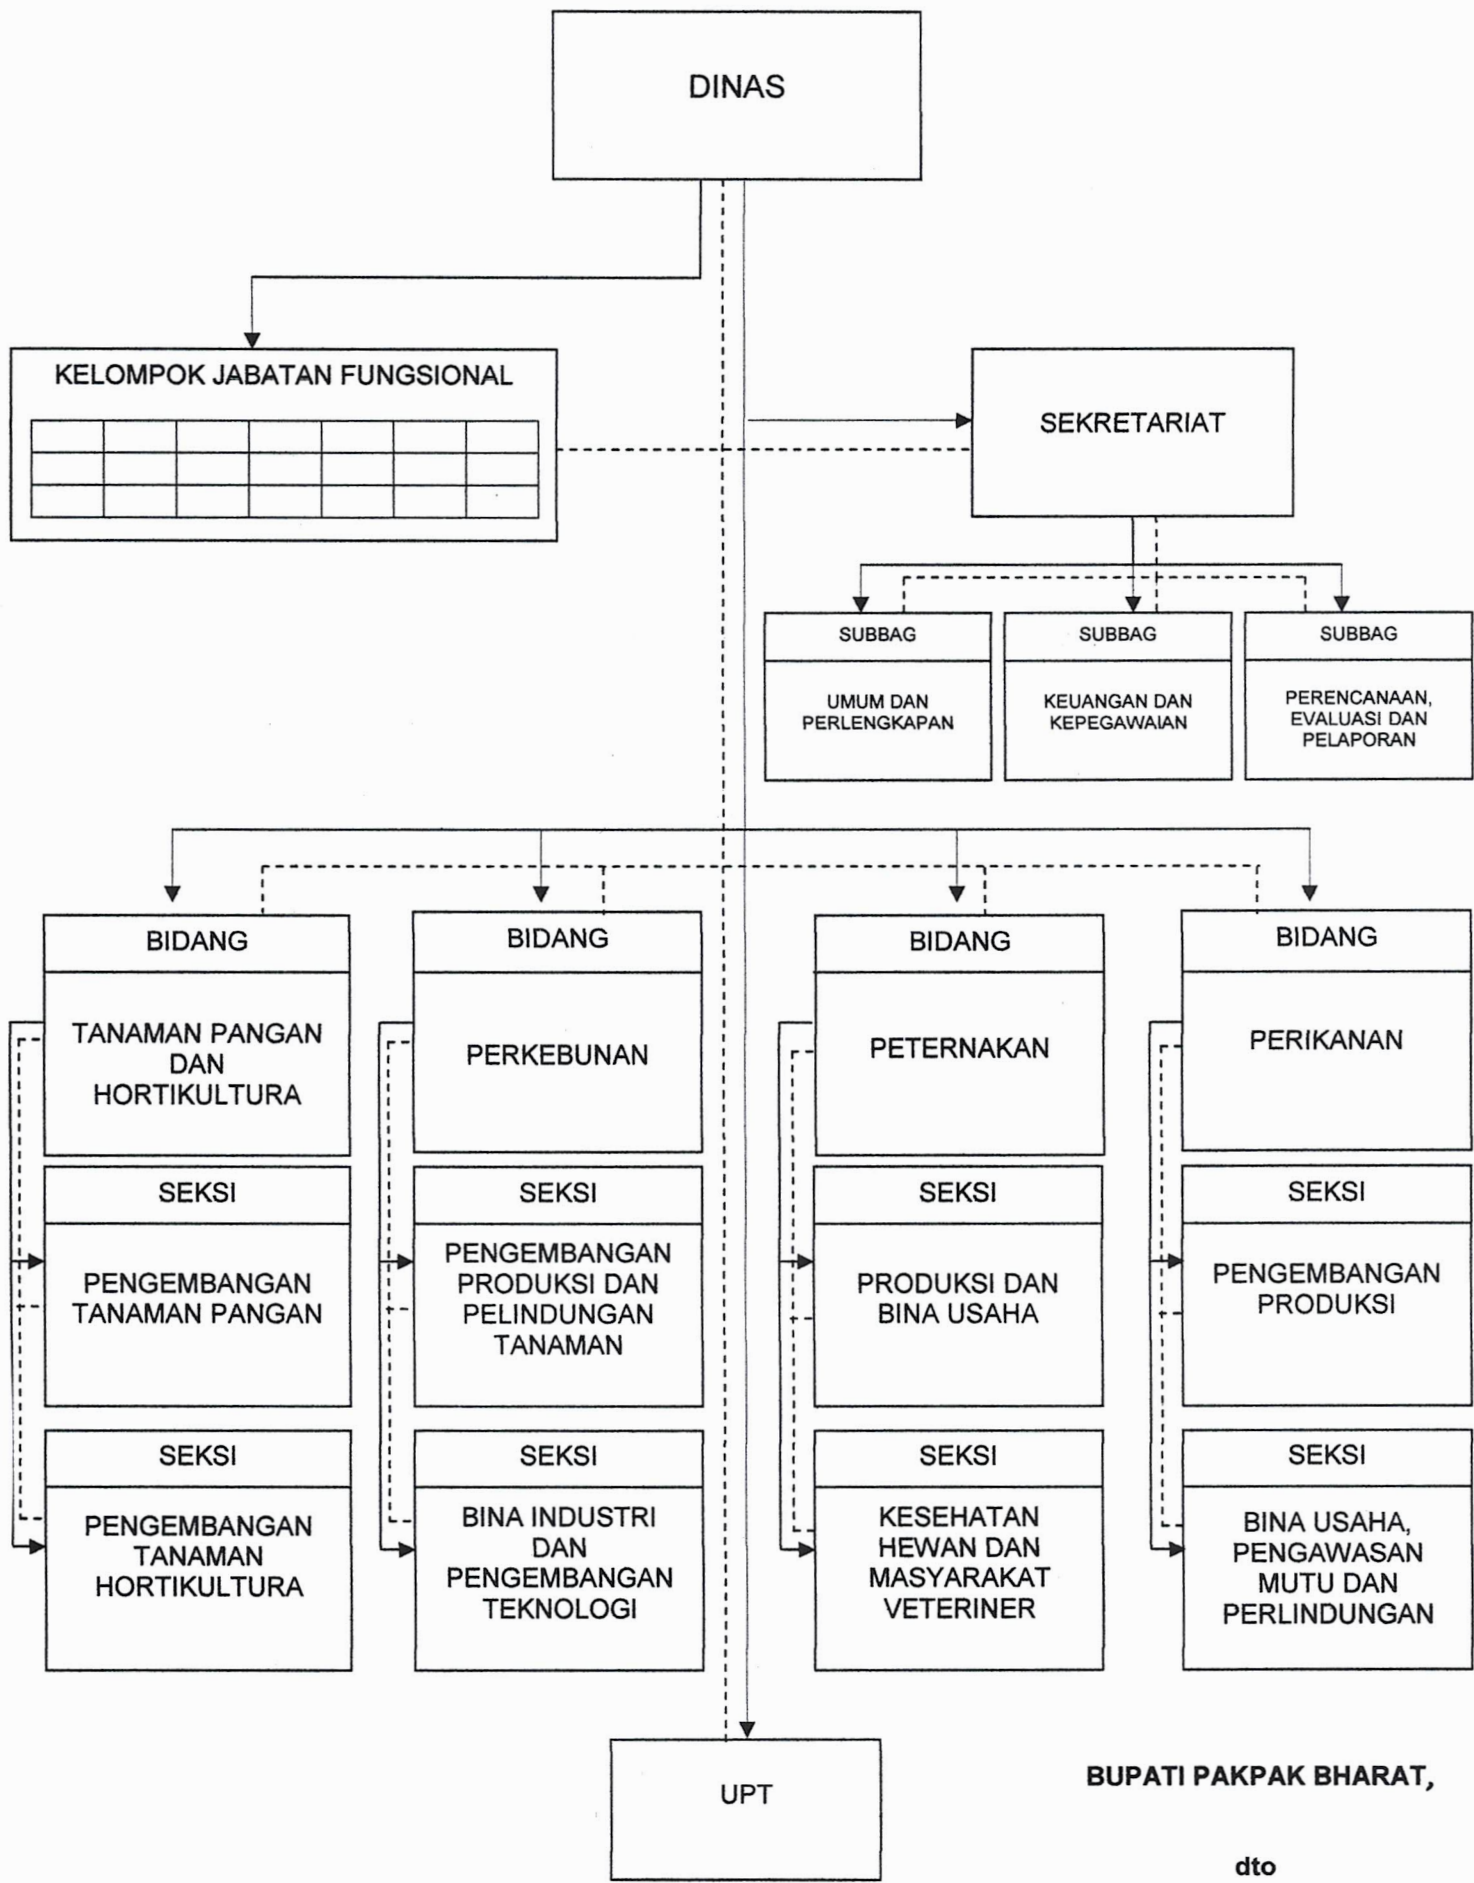 DINAS
KELOMPOK JABATAN FUNGSIONAL
SEKRETARIAT
SUBBAG
UMUM DAN
PERLENGKAPAN
SUBBAG
KEUANGAN DAN
KEPEGAWAIAN
SUBBAG
PERENCANAAN,
EVALUASI DAN
PELAPORAN
BIDANG
TANAMAN PANGAN
DAN
HORTIKULTURA
BIDANG
PERKEBUNAN
BIDANG
PETERNAKAN
BIDANG
PERIKANAN
SEKSI
PENGEMBANGAN
TANAMAN PANGAN
SEKSI
PENGEMBANGAN
PRODUKSI DAN
PELINDUNGAN
TANAMAN
SEKSI
PRODUKSI DAN
BINA USAHA
SEKSI
PENGEMBANGAN
PRODUKSI
SEKSI
PENGEMBANGAN
TANAMAN
HORTIKULTURA
SEKSI
BINA INDUSTRI
DAN
PENGEMBANGAN
TEKNOLOGI
SEKSI
KESEHATAN
HEWAN DAN
MASYARAKAT
VETERINER
SEKSI
BINA USAHA,
PENGAWASAN
MUTU DAN
PERLINDUNGAN
UPT
BUPATI PAKPAK BHARAT,
dto